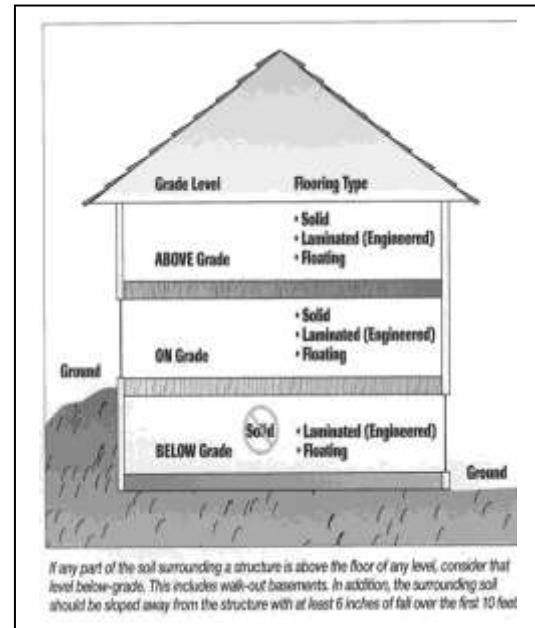 Grade Level Flooring Type
• Solid
• Laminated (Engineered)
ABOVE Grade • Floating
• Solid
• Laminated (Engineered)
ON Grade • Floating
Ground
Solid • Laminated (Engineered)
BELOW Grade • Floating
Ground
If any part of the soil surrounding a structure is above the floor of any level, consider that
level below-grade. This includes walk-out basements. In addition, the surrounding soil
should be sloped away from the structure with at least 6 inches of fall over the first 10 feet